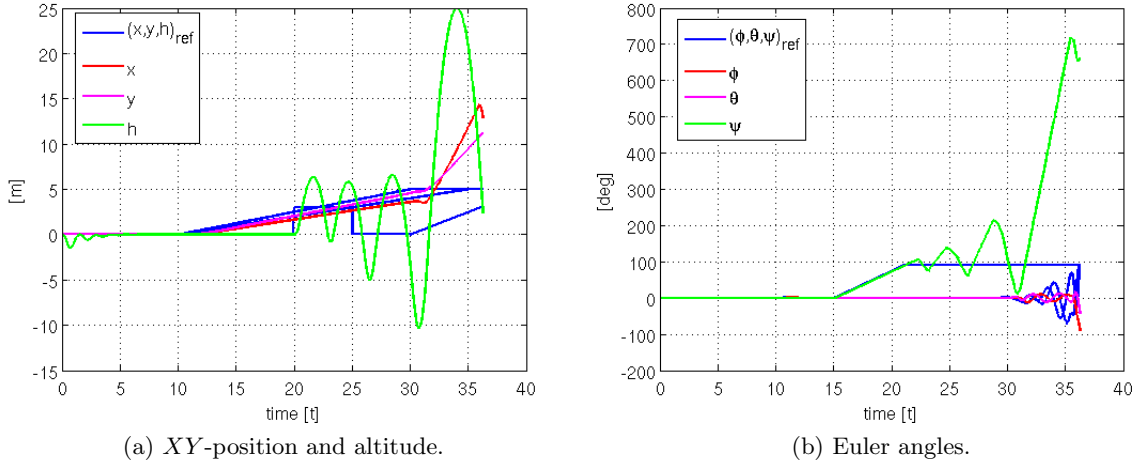 25
20
15
10
5
0
-5
-10
-15
[m]
(x,y,h)ref
x
y
h
0 5 10 15 20 25 30 35 40
time [t]
(a) XY-position and altitude.
800
700
600
500
400
300
200
100
0
-100
-200
[deg]
(ϕ,θ,ψ)ref
ϕ
θ
ψ
0 5 10 15 20 25 30 35 40
time [t]
(b) Euler angles.